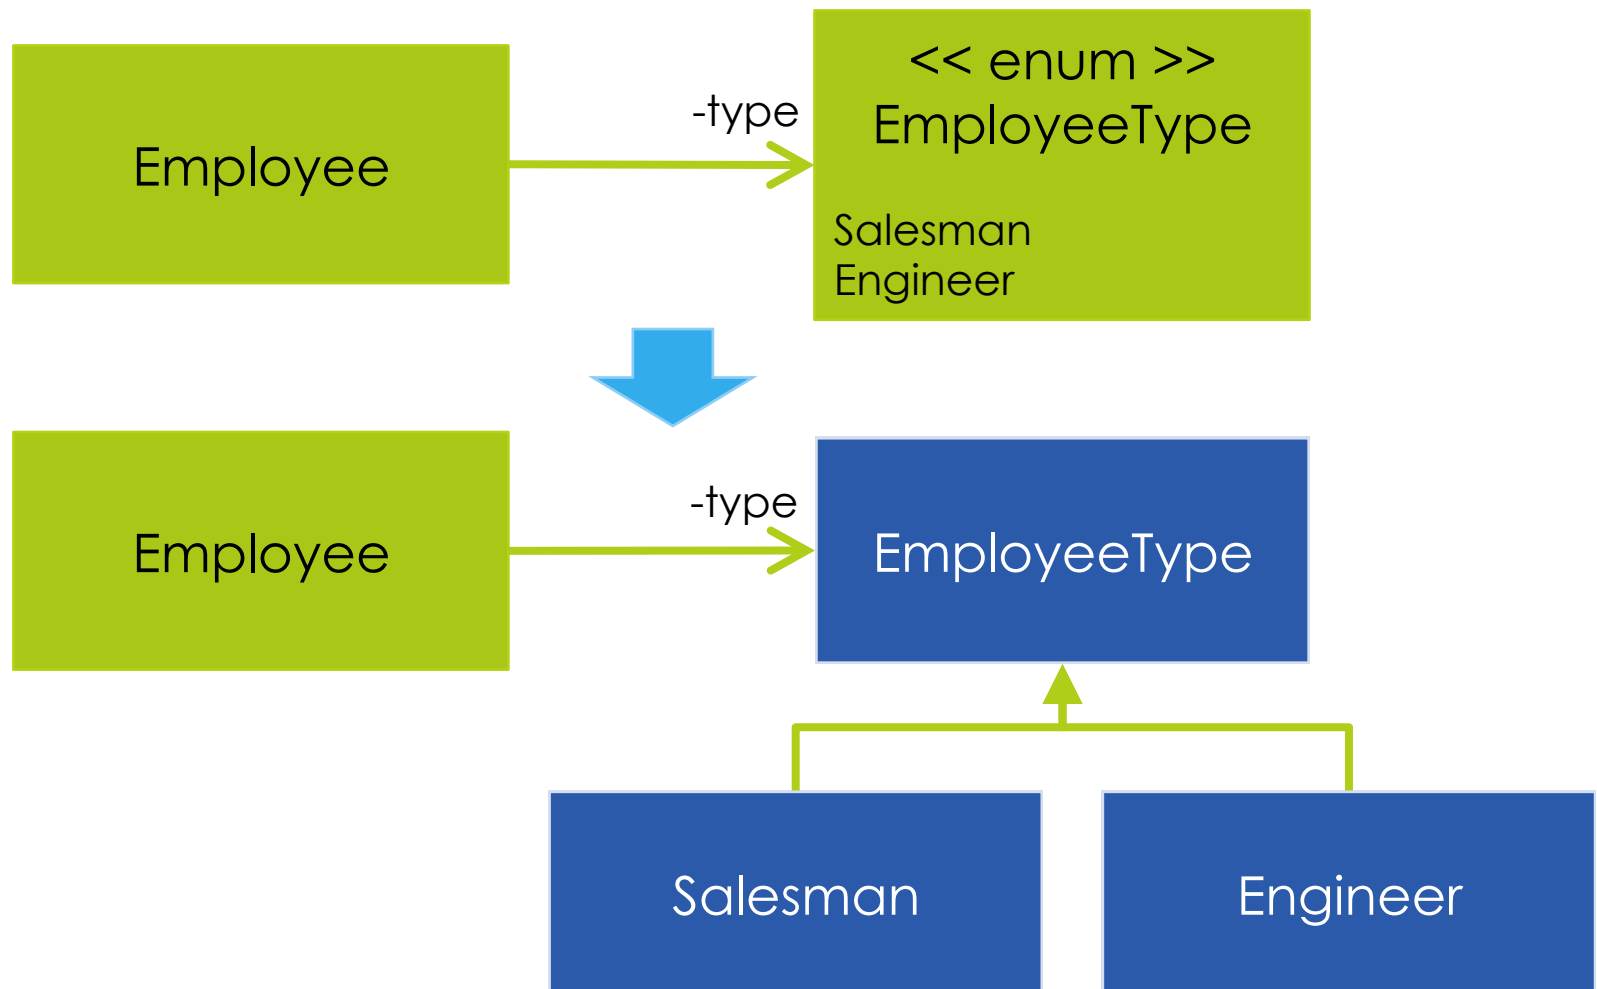 Employee
-type
<< enum >>
EmployeeType
Salesman
Engineer
Employee
-type
EmployeeType
Salesman
Engineer